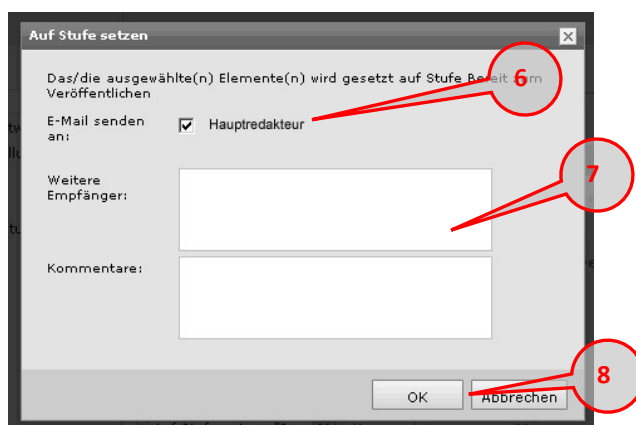 Auf Stufe setzen
Das/die ausgewählte(n) Elemente(n) wird gesetzt auf Stufe Bereit zum
Veröffentlichen
6
E-Mail senden
an:
Hauptredakteur
Weitere
Empfänger:
7
Kommentare:
8
OK
Abbrechen